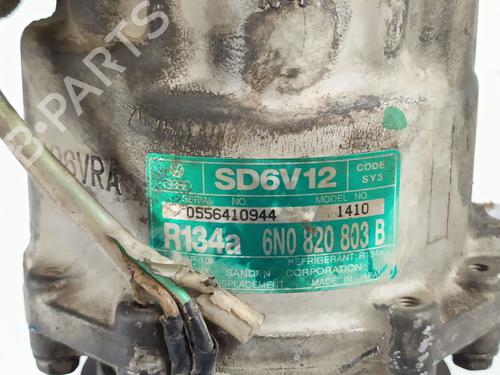 B-PARTS
SD6V12
CODE
SY3
SERIAL NO
MODEL NO
0556410944
1410
R134a
6N0 820 803 B
REFRIGERANT:R134a
SANDEN CORPORATION
DISPLACEMENT
MADE IN JAPAN